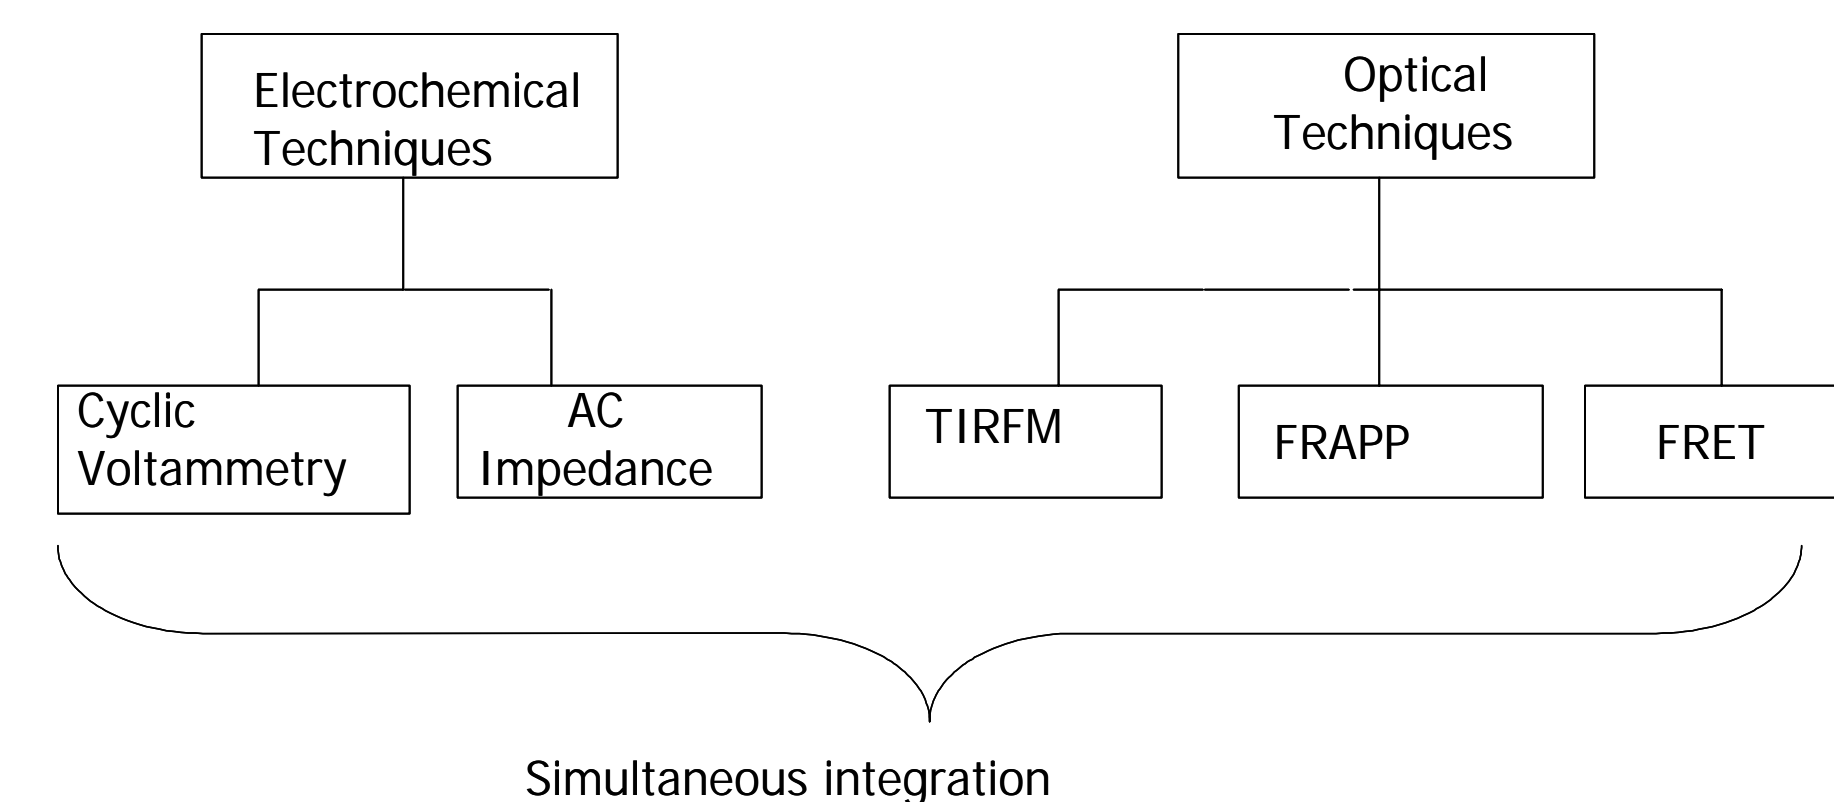 Electrochemical
Techniques
Optical
Techniques
Cyclic
Voltammetry
AC
Impedance
TIRFM
FRAPP
FRET
Simultaneous integration